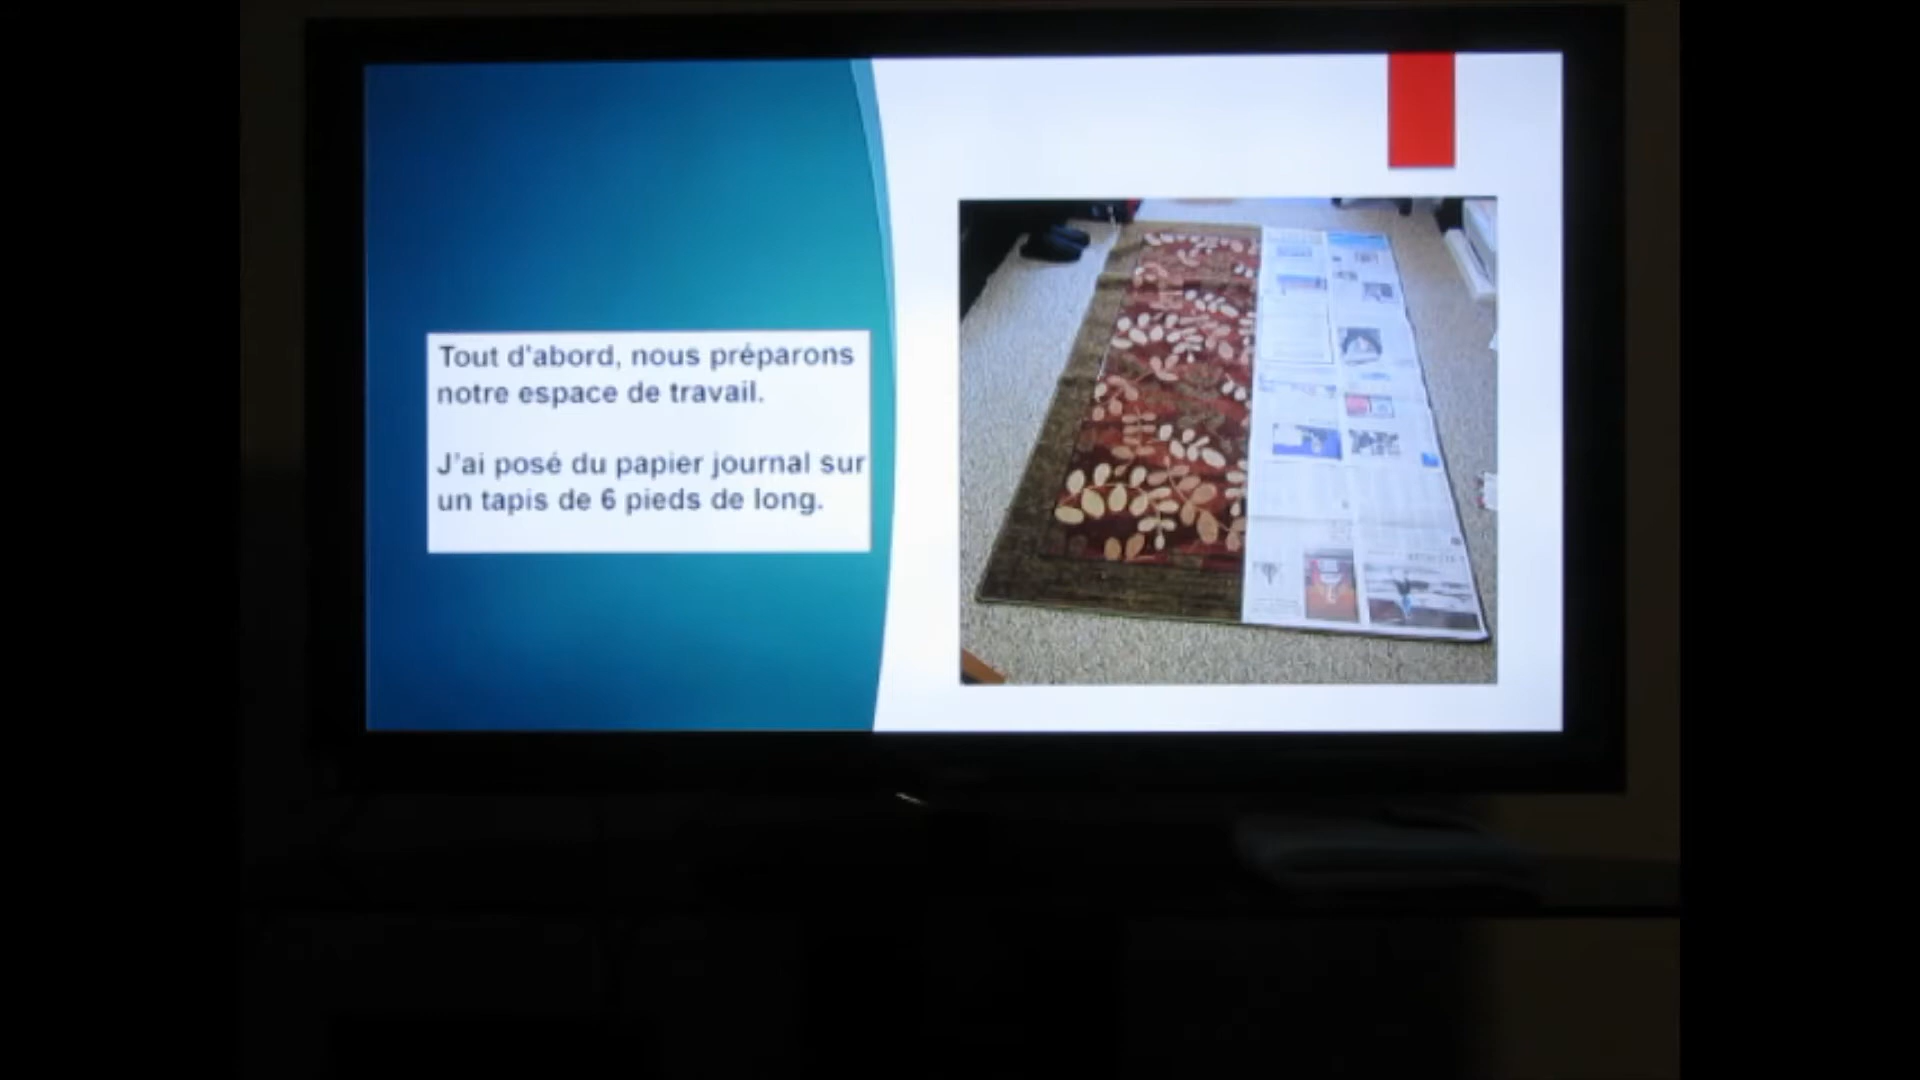 Tout d'abord, nous préparons
notre espace de travail.
J'ai posé du papier journal sur
un tapis de 6 pieds de long.